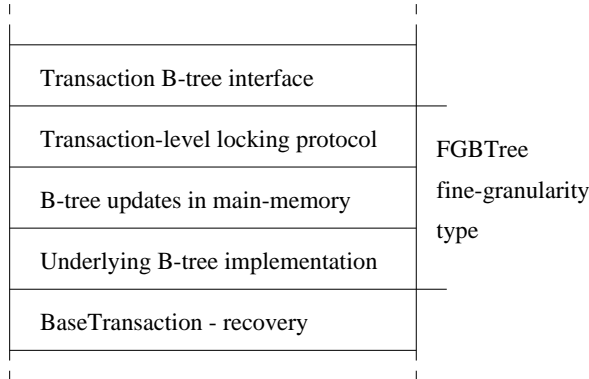 Transaction B-tree interface
Transaction-level locking protocol
B-tree updates in main-memory
Underlying B-tree implementation
BaseTransaction - recovery
FGBTree
fine-granularity
type